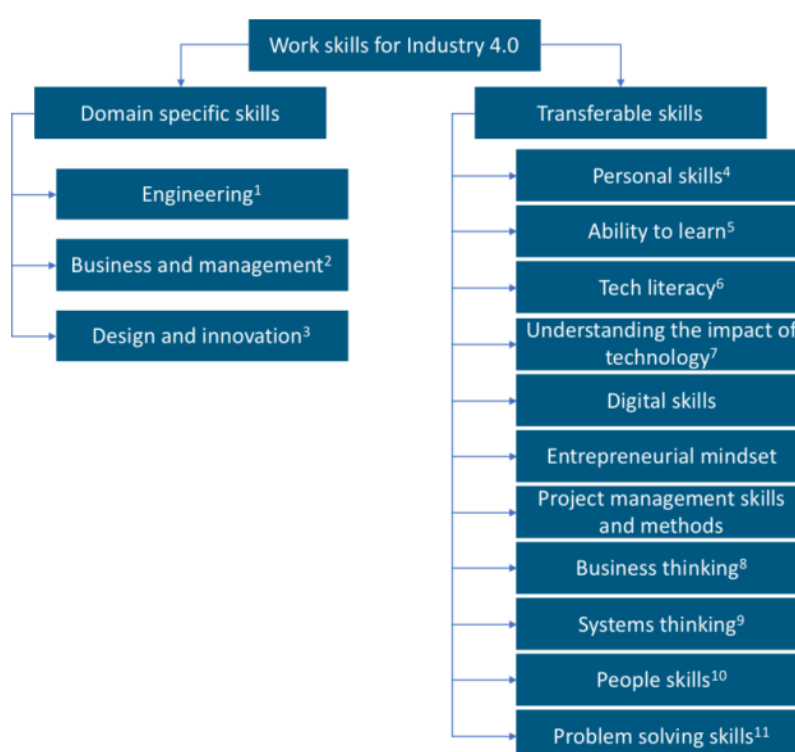 Work skills for Industry 4.0
Domain specific skills
Engineering¹
Business and management²
Design and innovation³
Transferable skills
Personal skills⁴
Ability to learn⁵
Tech literacy⁶
Understanding the impact of
technology⁷
Digital skills
Entrepreneurial mindset
Project management skills
and methods
Business thinking⁸
Systems thinking⁹
People skills¹⁰
Problem solving skills¹¹